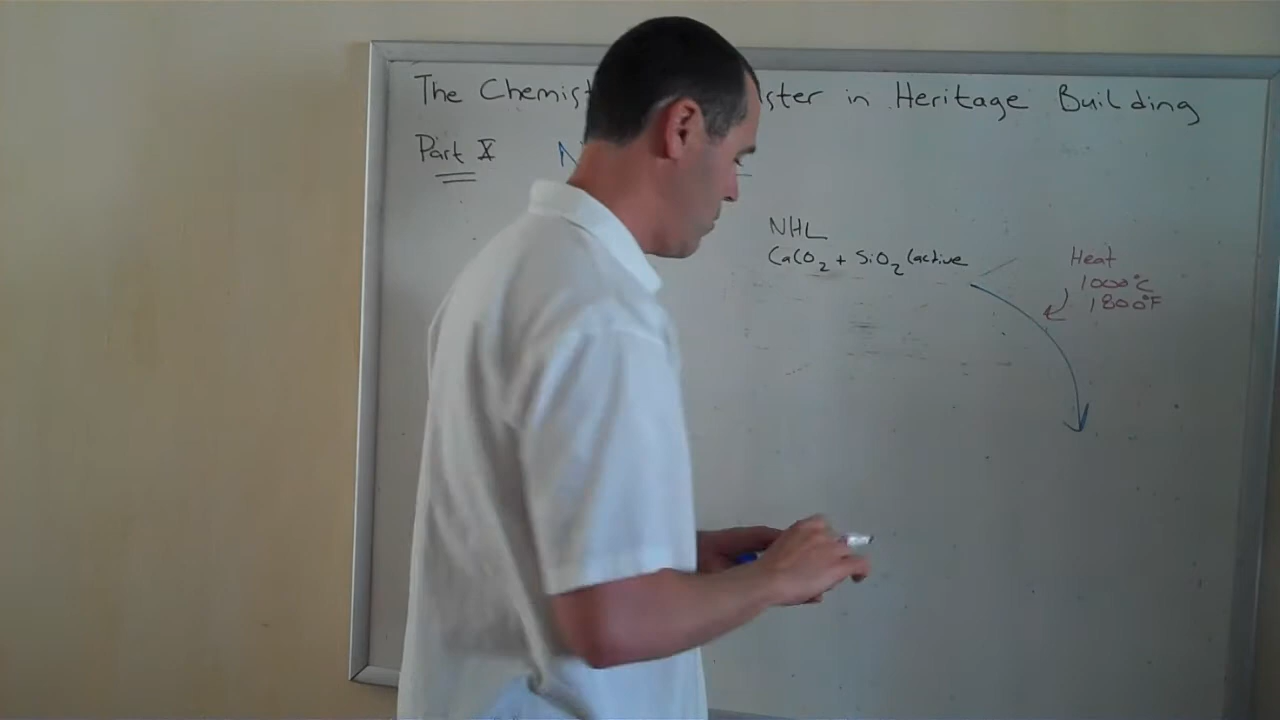 The Chemist ster in Heritage Building
Part X N
NHL
CaCO2 + SiO2 (active
Heat
1000°C
1800°F